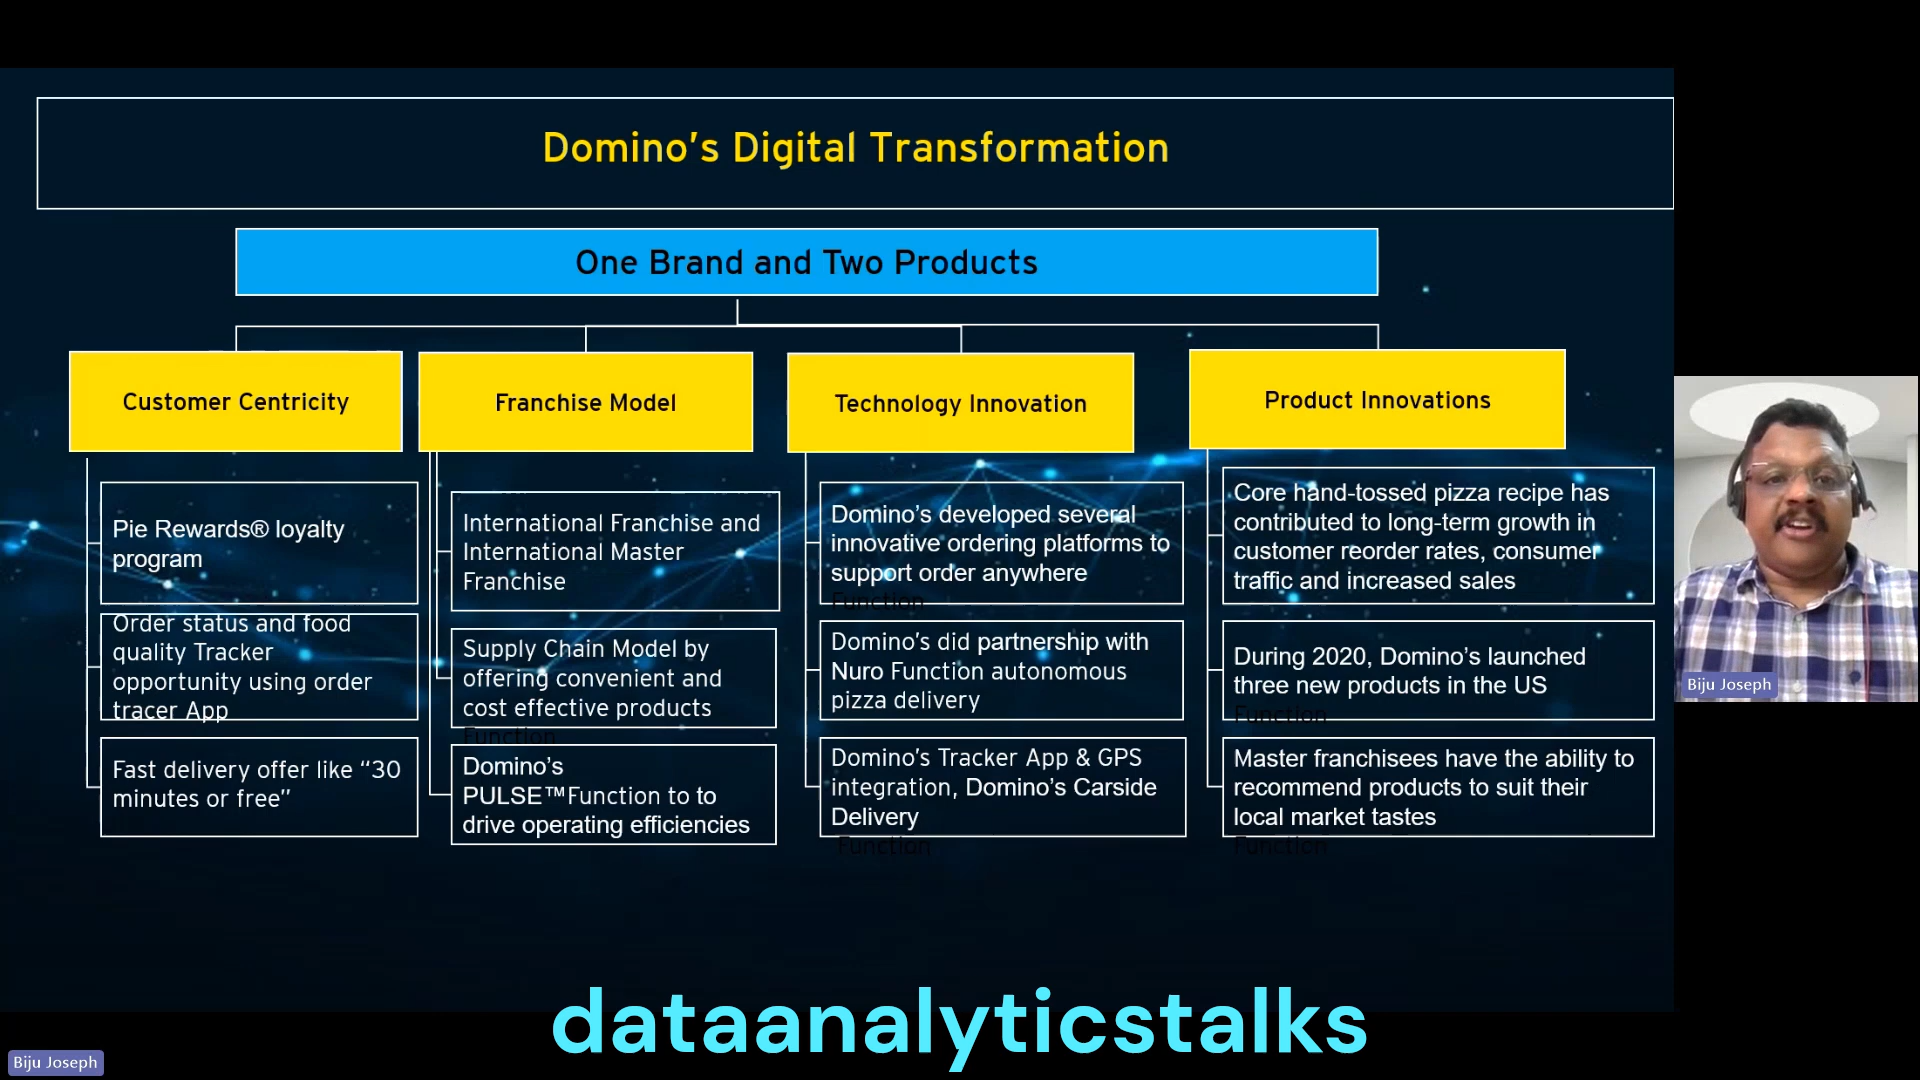 Domino's Digital Transformation
One Brand and Two Products
Customer Centricity
Pie Rewards® loyalty
program
Order status and food
quality Tracker
opportunity using order
tracer App
Fast delivery offer like “30
minutes or free”
Franchise Model
International Franchise and
International Master
Franchise
Supply Chain Model by
offering convenient and
cost effective products
Function
Domino’s
PULSE™Function to to
drive operating efficiencies
Technology Innovation
Domino’s developed several
innovative ordering platforms to
support order anywhere
Function
Domino’s did partnership with
Nuro Function autonomous
pizza delivery
Domino’s Tracker App & GPS
integration, Domino’s Carside
Delivery
Function
Product Innovations
Core hand-tossed pizza recipe has
contributed to long-term growth in
customer reorder rates, consumer
traffic and increased sales
During 2020, Domino’s launched
three new products in the US
Function
Master franchisees have the ability to
recommend products to suit their
local market tastes
Function
Biju Joseph
dataanalyticstalks
Biju Joseph